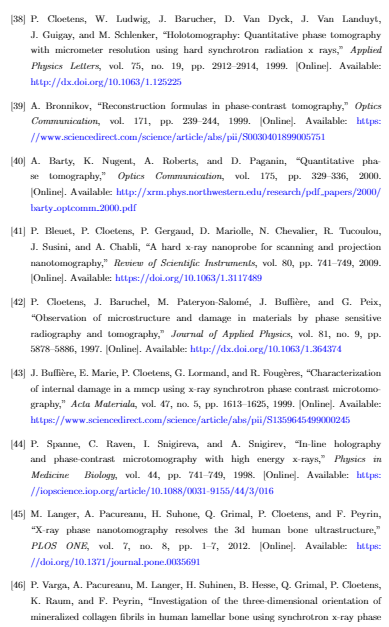 [38] P. Cloetens, W. Ludwig, J. Barucher, D. Van Dyck, J. Van Landuyt,
J. Guigay, and M. Schlenker, “Holotomography: Quantitative phase tomography
with micrometer resolution using hard synchrotron radiation x rays,” Applied
Physics Letters, vol. 75, no. 19, pp. 2912–2914, 1999. [Online]. Available:
http://dx.doi.org/10.1063/1.125225
[39] A. Bronnikov, “Reconstruction formulas in phase-contrast tomography,” Optics
Communication, vol. 171, pp. 239–244, 1999. [Online]. Available: https:
//www.sciencedirect.com/science/article/abs/pii/S0030401899005751
[40] A. Barty, K. Nugent, A. Roberts, and D. Paganin, “Quantitative pha-
se tomography,” Optics Communication, vol. 175, pp. 329–336, 2000.
[Online]. Available: http://xrm.phys.northwestern.edu/research/pdf_papers/2000/
barty_optcomm_2000.pdf
[41] P. Bleuet, P. Cloetens, P. Gergaud, D. Mariolle, N. Chevalier, R. Tucoulou,
J. Susini, and A. Chabli, “A hard x-ray nanoprobe for scanning and projection
nanotomography,” Review of Scientific Instruments, vol. 80, pp. 741–749, 2009.
[Online]. Available: https://doi.org/10.1063/1.3117489
[42] P. Cloetens, J. Baruchel, M. Pateryon-Salomé, J. Buffière, and G. Peix,
“Observation of microstructure and damage in materials by phase sensitive
radiography and tomography,” Journal of Applied Physics, vol. 81, no. 9, pp.
5878–5886, 1997. [Online]. Available: http://dx.doi.org/10.1063/1.364374
[43] J. Buffière, E. Marie, P. Cloetens, G. Lormand, and R. Fougères, “Characterization
of internal damage in a mmcp using x-ray synchrotron phase contrast microtomo-
graphy,” Acta Materiala, vol. 47, no. 5, pp. 1613–1625, 1999. [Online]. Available:
https://www.sciencedirect.com/science/article/abs/pii/S1359645499000245
[44] P. Spanne, C. Raven, I. Snigireva, and A. Snigirev, “In-line holography
and phase-contrast microtomography with high energy x-rays,” Physics in
Medicine Biology, vol. 44, pp. 741–749, 1998. [Online]. Available: https:
//iopscience.iop.org/article/10.1088/0031-9155/44/3/016
[45] M. Langer, A. Pacureanu, H. Suhone, Q. Grimal, P. Cloetens, and F. Peyrin,
“X-ray phase nanotomography resolves the 3d human bone ultrastructure,”
PLOS ONE, vol. 7, no. 8, pp. 1–7, 2012. [Online]. Available: https:
//doi.org/10.1371/journal.pone.0035691
[46] P. Varga, A. Pacureanu, M. Langer, H. Suhinen, B. Hesse, Q. Grimal, P. Cloetens,
K. Raum, and F. Peyrin, “Investigation of the three-dimensional orientation of
mineralized collagen fibrils in human lamellar bone using synchrotron x-ray phase